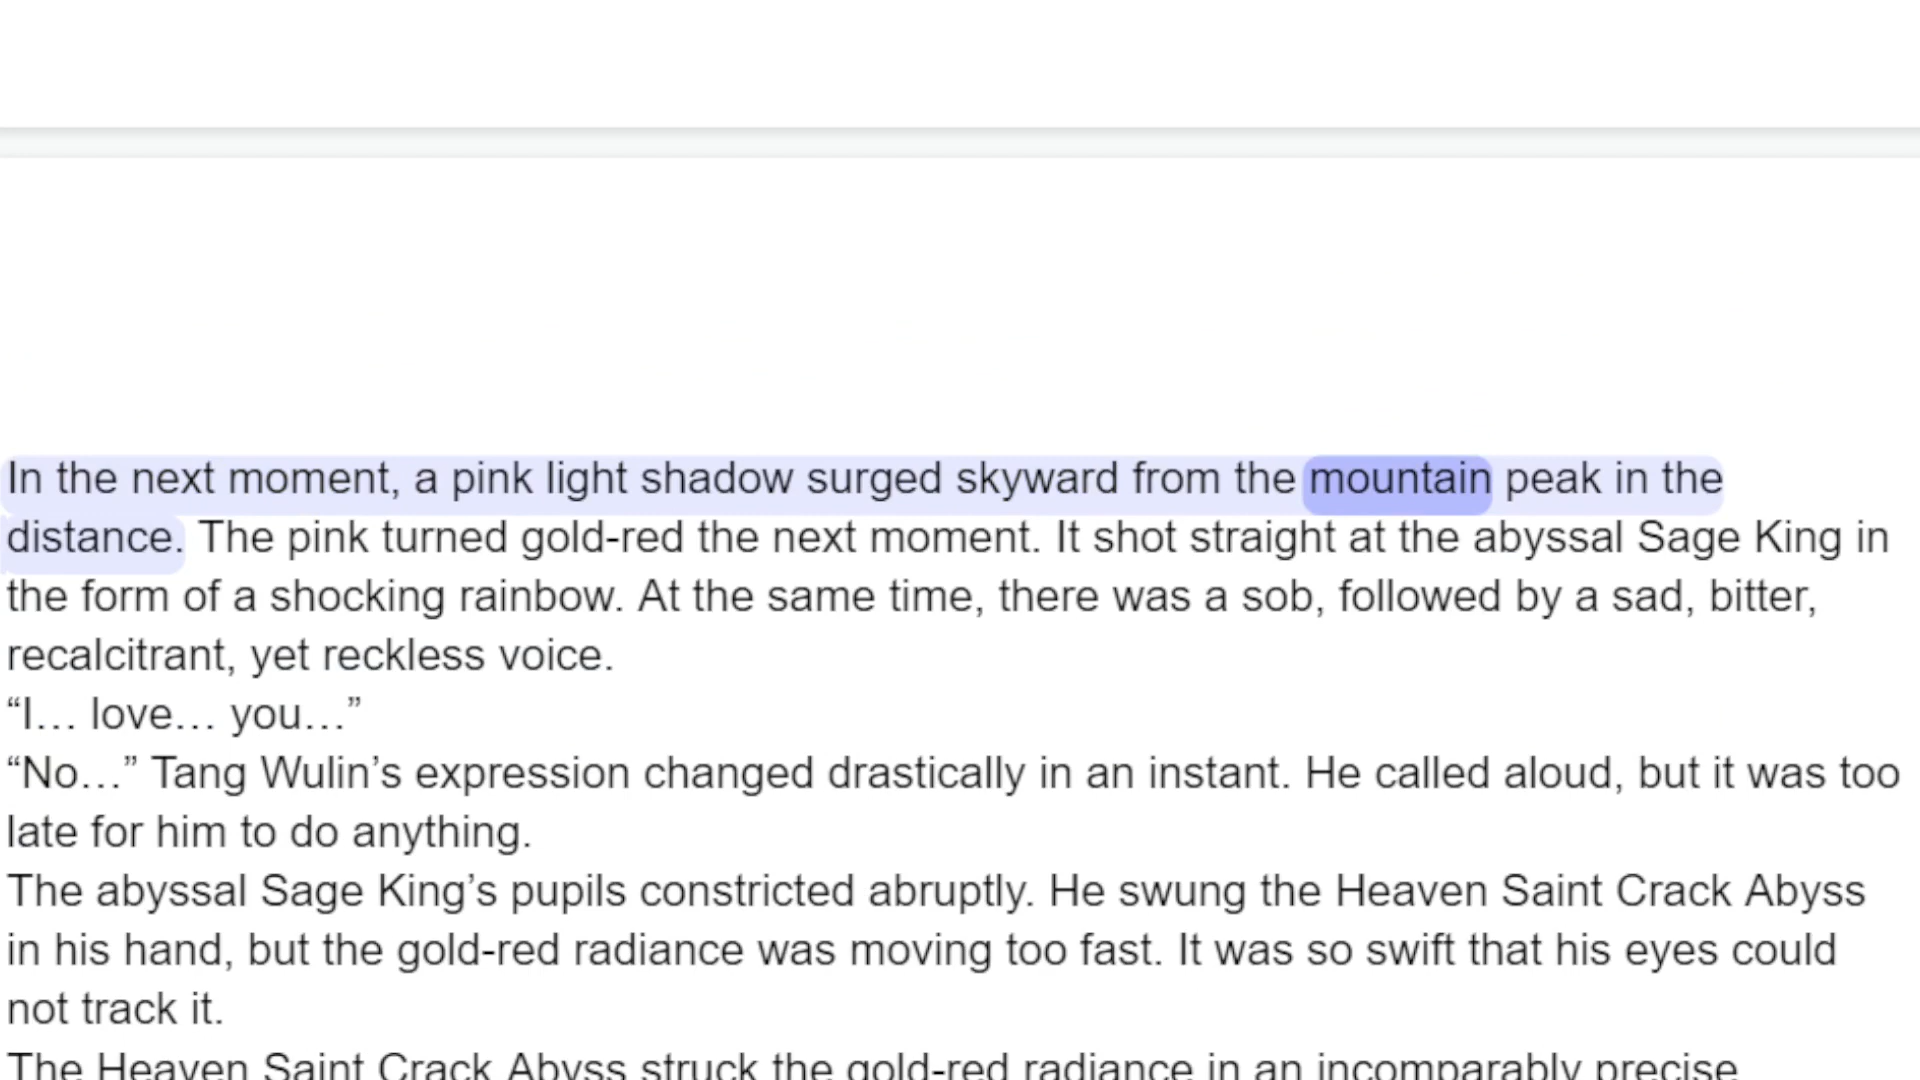 In the next moment, a pink light shadow surged skyward from the mountain peak in the
distance. The pink turned gold-red the next moment. It shot straight at the abyssal Sage King in
the form of a shocking rainbow. At the same time, there was a sob, followed by a sad, bitter,
recalcitrant, yet reckless voice.
“I… love… you…”
“No…” Tang Wulin’s expression changed drastically in an instant. He called aloud, but it was too
late for him to do anything.
The abyssal Sage King’s pupils constricted abruptly. He swung the Heaven Saint Crack Abyss
in his hand, but the gold-red radiance was moving too fast. It was so swift that his eyes could
not track it.
The Heaven Saint Crack Abyss struck the gold-red radiance in an incomparably precise